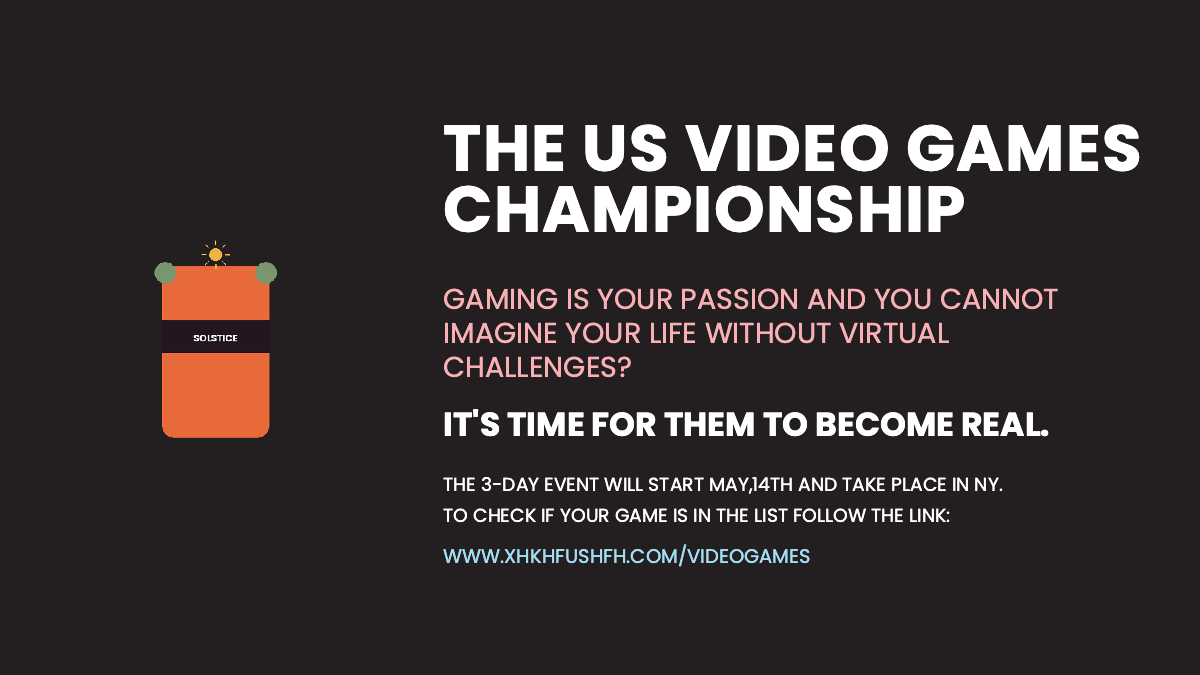 THE US VIDEO GAMES
CHAMPIONSHIP
SOLSTICE
GAMING IS YOUR PASSION AND YOU CANNOT
IMAGINE YOUR LIFE WITHOUT VIRTUAL
CHALLENGES?
IT'S TIME FOR THEM TO BECOME REAL.
THE 3-DAY EVENT WILL START MAY,14TH AND TAKE PLACE IN NY.
TO CHECK IF YOUR GAME IS IN THE LIST FOLLOW THE LINK:
WWW.XHKHFUSHFH.COM/VIDEOGAMES